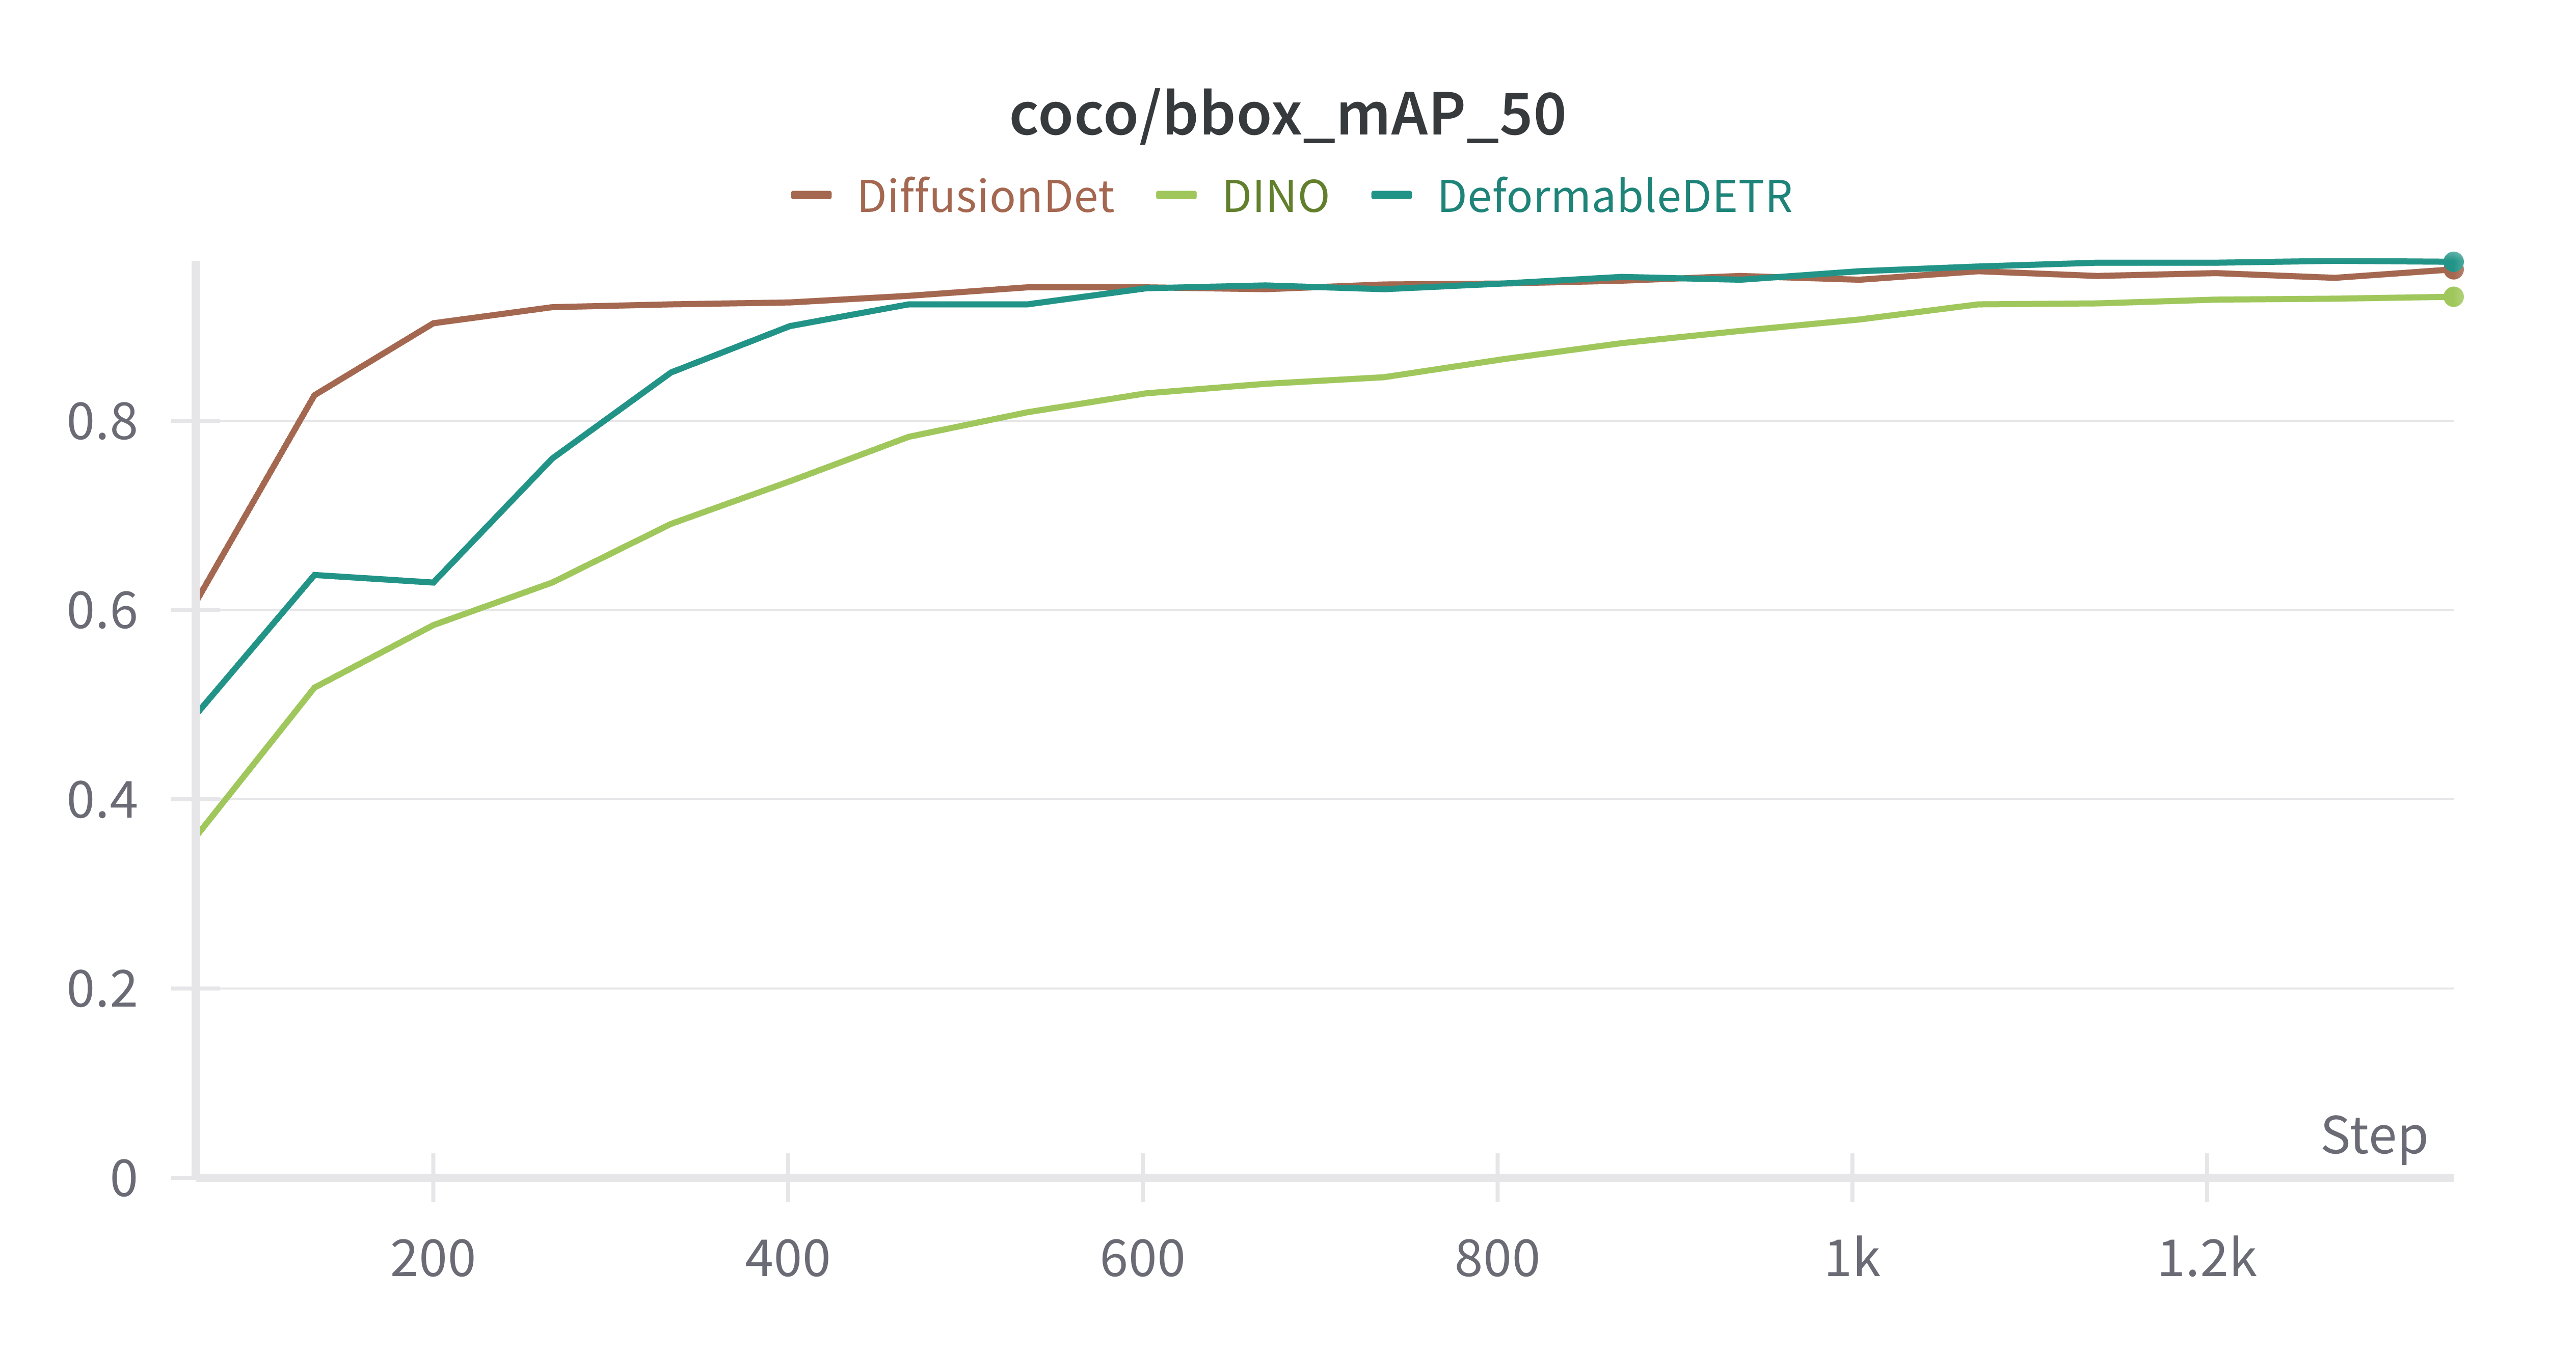 coco/bbox_mAP_50
DiffusionDet DINO DeformableDETR
0.8
0.6
0.4
0.2
0
Step
200 400 600 800 1k 1.2k